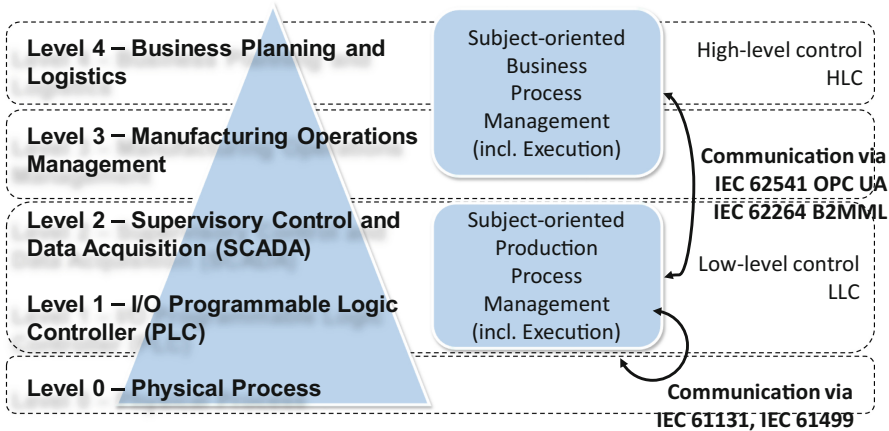 Level 4 – Business Planning and
Logistics
Subject-oriented
Business
Process
Management
(incl. Execution)
High-level control
HLC
Level 3 – Manufacturing Operations
Management
Communication via
IEC 62541 OPC UA
IEC 62264 B2MML
Level 2 – Supervisory Control and
Data Acquisition (SCADA)
Subject-oriented
Production
Process
Management
(incl. Execution)
Low-level control
LLC
Level 1 – I/O Programmable Logic
Controller (PLC)
Level 0 – Physical Process
Communication via
IEC 61131, IEC 61499